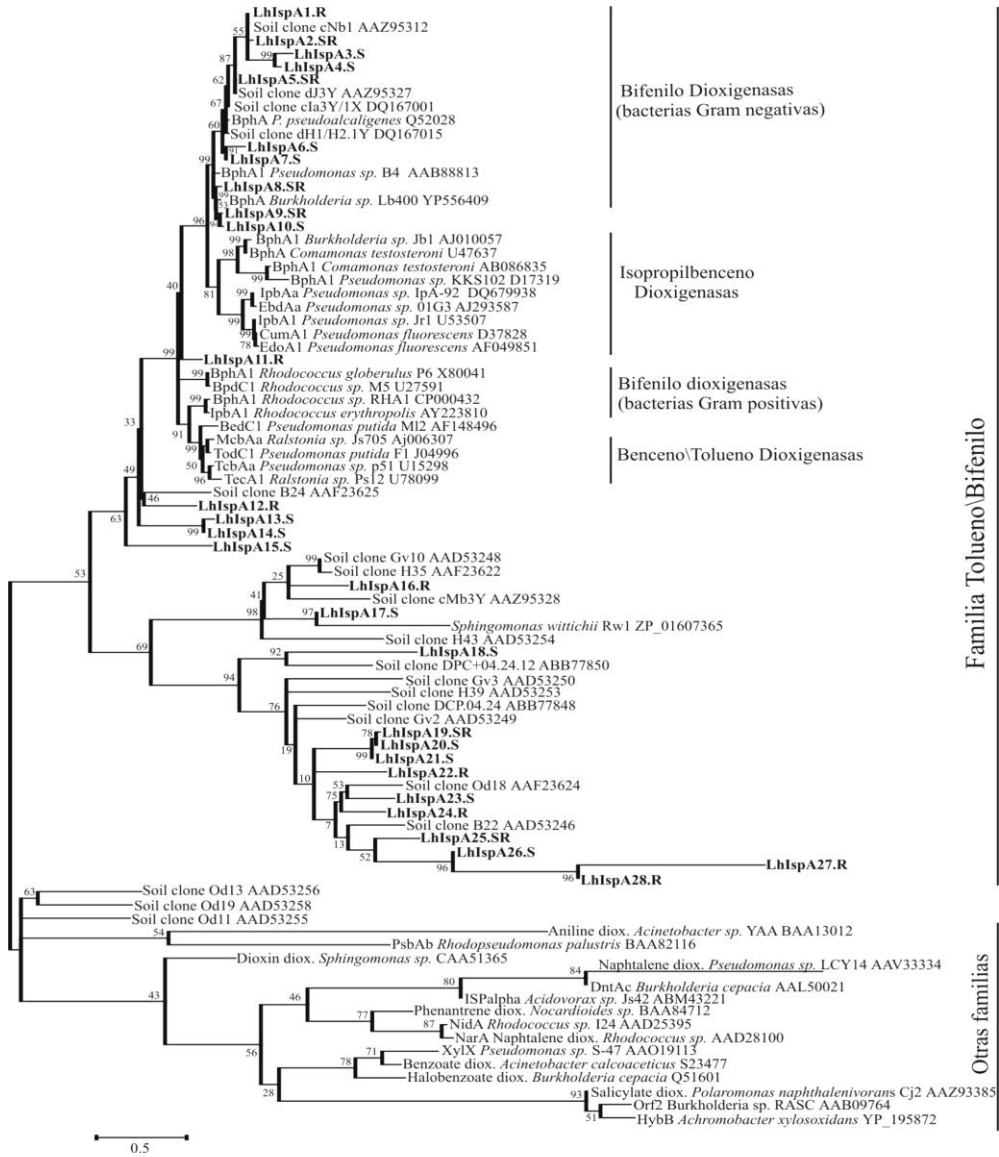 LhIspA1.R
Soil clone cNb1 AAZ95312
LhIspA2.SR
LhIspA3.S
LhIspA4.S
LhIspA5.SR
Soil clone dJ3Y AAZ95327
Soil clone cIa3Y/1X DQ167001
BphA P. pseudoalcaligenes Q52028
Soil clone dH1/H2.1Y DQ167015
LhIspA6.S
LhIspA7.S
BphA1 Pseudomonas sp. B4 AAB88813
LhIspA8.SR
BphA Burkholderia sp. Lb400 YP556409
LhIspA9.SR
LhIspA10.S
BphA1 Burkholderia sp. Jb1 AJ010057
BphA Comamonas testosteroni U47637
BphA1 Comamonas testosteroni AB086835
BphA1 Pseudomonas sp. KKS102 D17319
IpbAa Pseudomonas sp. IpA-92 DQ679938
EbdAa Pseudomonas sp. 01G3 AJ293587
IpbA1 Pseudomonas sp. Jr1 U53507
CumA1 Pseudomonas fluorescens D37828
EdoA1 Pseudomonas fluorescens AF049851
LhIspA11.R
BphA1 Rhodococcus globerulus P6 X80041
BpdC1 Rhodococcus sp. M5 U27591
BphA1 Rhodococcus sp. RHA1 CP000432
IpbA1 Rhodococcus erythropolis AY223810
BedC1 Pseudomonas putida Ml2 AF148496
McbAa Ralstonia sp. Js705 Aj006307
TodC1 Pseudomonas putida F1 J04996
TcbAa Pseudomonas sp. p51 U15298
TecA1 Ralstonia sp. Ps12 U78099
Soil clone B24 AAF23625
LhIspA12.R
LhIspA13.S
LhIspA14.S
LhIspA15.S
Soil clone Gv10 AAD53248
Soil clone H35 AAF23622
LhIspA16.R
Soil clone cMb3Y AAZ95328
LhIspA17.S
Sphingomonas wittichii Rw1 ZP_01607365
Soil clone H43 AAD53254
LhIspA18.S
Soil clone DPC+04.24.12 ABB77850
Soil clone Gv3 AAD53250
Soil clone H39 AAD53253
Soil clone DCP.04.24 ABB77848
Soil clone Gv2 AAD53249
LhIspA19.SR
LhIspA20.S
LhIspA21.S
LhIspA22.R
Soil clone Od18 AAF23624
LhIspA23.S
LhIspA24.R
Soil clone B22 AAD53246
LhIspA25.SR
LhIspA26.S
LhIspA27.R
LhIspA28.R
Soil clone Od13 AAD53256
Soil clone Od19 AAD53258
Soil clone Od11 AAD53255
Aniline diox. Acinetobacter sp. YAA BAA13012
PsbAb Rhodopseudomonas palustris BAA82116
Dioxin diox. Sphingomonas sp. CAA51365
Naphtalene diox. Pseudomonas sp. LCY14 AAV33334
DntAc Burkholderia cepacia AAL50021
ISPalpha Acidovorax sp. Js42 ABM43221
Phenantrene diox. Nocardioides sp. BAA84712
NidA Rhodococcus sp. I24 AAD25395
NarA Naphtalene diox. Rhodococcus sp. AAD28100
XylX Pseudomonas sp. S-47 AAO19113
Benzoate diox. Acinetobacter calcoaceticus S23477
Halobenzoate diox. Burkholderia cepacia Q51601
Salicylate diox. Polaromonas naphthalenivorans Cj2 AAZ93385
Orf2 Burkholderia sp. RASC AAB09764
HybB Achromobacter xylosoxidans YP_195872
Bifenilo Dioxigenasas
(bacterias Gram negativas)
Isopropilbenceno
Dioxigenasas
Bifenilo dioxigenasas
(bacterias Gram positivas)
Benceno\Tolueno Dioxigenasas
Familia Tolueno\Bifenilo
Otras familias
55
99
87
62
67
60
91
99
99
53
94
96
99
98
99
81
99
99
99
78
40
99
99
91
99
50
96
33
49
46
63
99
53
99
25
41
98
97
69
92
94
76
78
99
19
10
53
75
7
13
52
96
96
63
54
43
84
80
46
77
87
56
71
78
28
93
51
0.5